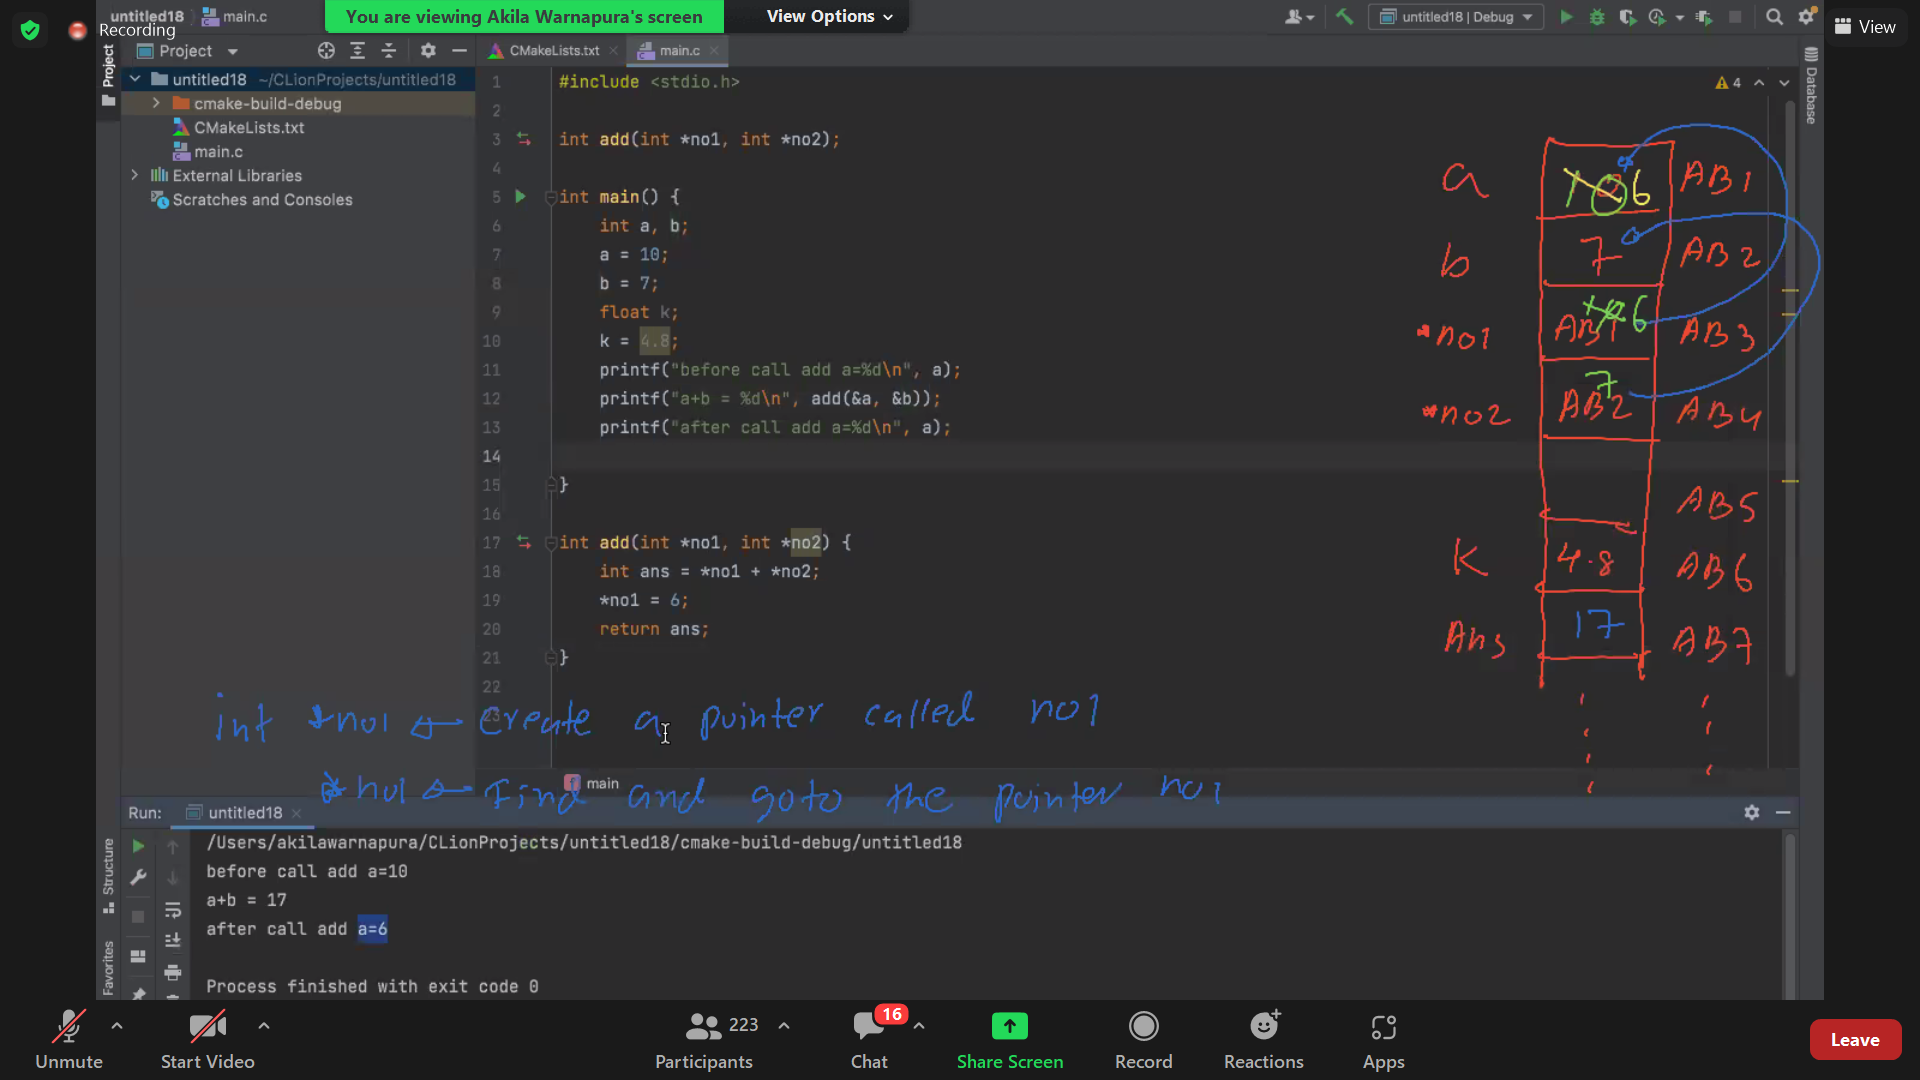 untitled18 main.c
You are viewing Akila Warnapura's screen
View Options
untitled18 | Debug
View
Recording
Project
Project
CMakeLists.txt
main.c
Database
untitled18 ~/CLionProjects/untitled18
cmake-build-debug
CMakeLists.txt
main.c
External Libraries
Scratches and Consoles
4
1 #include <stdio.h>
2
3 int add(int *no1, int *no2);
4
5 int main() {
6 int a, b;
7 a = 10;
8 b = 7;
9 float k;
10 k = 4.8;
11 printf("before call add a=%d\n", a);
12 printf("a+b = %d\n", add(&a, &b));
13 printf("after call add a=%d\n", a);
14
15 }
16
17 int add(int *no1, int *no2) {
18 int ans = *no1 + *no2;
19 *no1 = 6;
20 return ans;
21 }
22
23
a 10 6 AB1
b 7 AB2
*no1 AB1 6 AB3
*no2 AB2 7 AB4
AB5
K 4.8 AB6
Ans 17 AB7
int *no1 ← Create a pointer called no1
*no1 ← Find and goto the pointer no1
main
Run: untitled18
Structure
Favorites
/Users/akilawarnapura/CLionProjects/untitled18/cmake-build-debug/untitled18
before call add a=10
a+b = 17
after call add a=6
Process finished with exit code 0
Unmute
Start Video
223
Participants
16
Chat
Share Screen
Record
Reactions
Apps
Leave